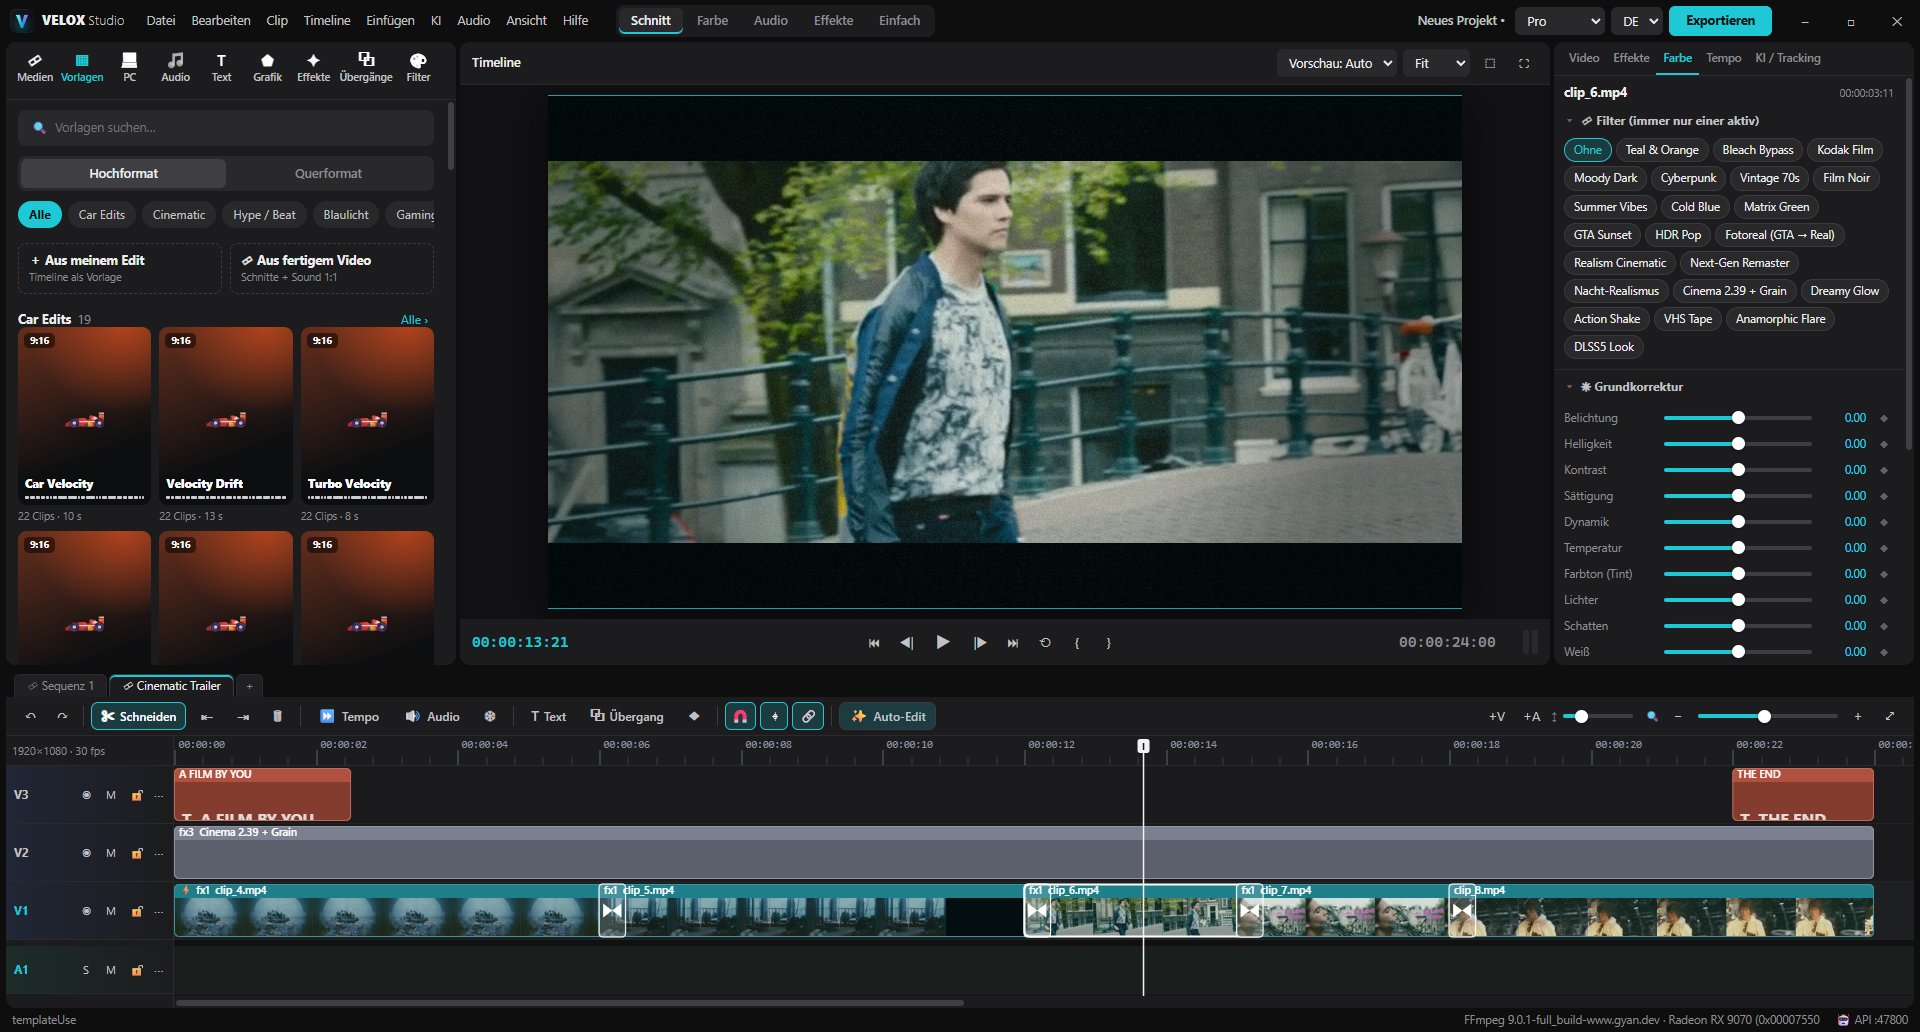 VELOX Studio
Datei Bearbeiten Clip Timeline Einfügen KI Audio Ansicht Hilfe
Schnitt Farbe Audio Effekte Einfach
Neues Projekt • Pro DE Exportieren
Medien Vorlagen PC Audio Text Grafik Effekte Übergänge Filter
Vorlagen suchen...
Hochformat Querformat
Alle Car Edits Cinematic Hype / Beat Blaulicht Gaming
+ Aus meinem Edit
Timeline als Vorlage
Aus fertigem Video
Schnitte + Sound 1:1
Car Edits 19 Alle ›
9:16 9:16 9:16
Car Velocity Velocity Drift Turbo Velocity
22 Clips · 10 s 22 Clips · 13 s 22 Clips · 8 s
9:16 9:16 9:16
Timeline
Vorschau: Auto Fit
00:00:13:21
{ }
00:00:24:00
Video Effekte Farbe Tempo KI / Tracking
clip_6.mp4 00:00:03:11
Filter (immer nur einer aktiv)
Ohne Teal & Orange Bleach Bypass Kodak Film
Moody Dark Cyberpunk Vintage 70s Film Noir
Summer Vibes Cold Blue Matrix Green
GTA Sunset HDR Pop Fotoreal (GTA → Real)
Realism Cinematic Next-Gen Remaster
Nacht-Realismus Cinema 2.39 + Grain Dreamy Glow
Action Shake VHS Tape Anamorphic Flare
DLSS5 Look
Grundkorrektur
Belichtung 0.00
Helligkeit 0.00
Kontrast 0.00
Sättigung 0.00
Dynamik 0.00
Temperatur 0.00
Farbton (Tint) 0.00
Lichter 0.00
Schatten 0.00
Weiß 0.00
Sequenz 1 Cinematic Trailer +
Schneiden Tempo Audio T Text Übergang Auto-Edit +V +A
1920×1080 · 30 fps
00:00:00 00:00:02 00:00:04 00:00:06 00:00:08 00:00:10 00:00:12 00:00:14 00:00:16 00:00:18 00:00:20 00:00:22 00:00:
V3 M ...
A FILM BY YOU THE END
T A FILM BY YOU T THE END
V2 M ...
fx3 Cinema 2.39 + Grain
V1 M ...
fx1 clip_4.mp4 fx1 clip_5.mp4 fx1 clip_6.mp4 fx1 clip_7.mp4 clip_8.mp4
A1 S M ...
templateUse
FFmpeg 9.0.1-full_build-www.gyan.dev · Radeon RX 9070 (0x00007550 API :47800